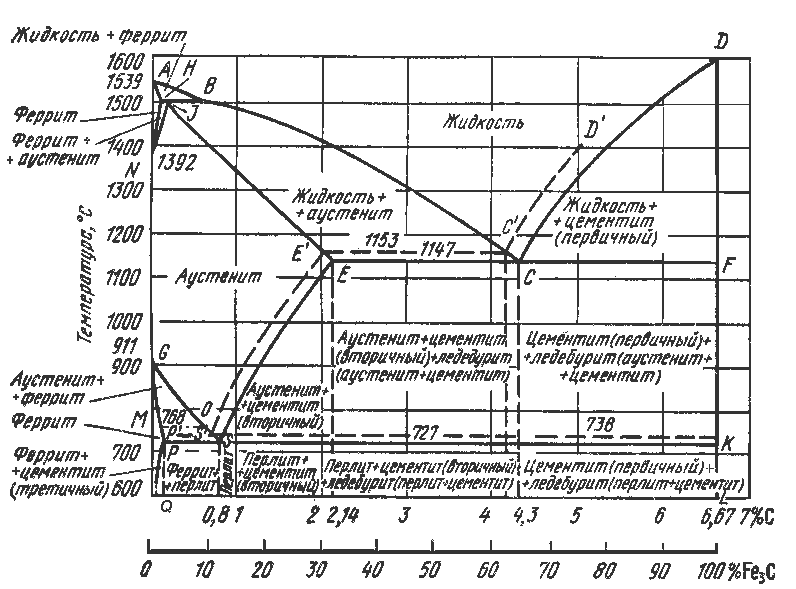 Жидкость + феррит
D
1600
1539
A
H
1500
B
J
Феррит
Жидкость
D'
Феррит +
+ аустенит
1400
1392
N
1300
Жидкость+
+аустенит
Жидкость+
+цементит
(первичный)
1200
C'
1153
1147
E'
Температура, °C
Аустенит
E
C
F
1100
1000
911
900
G
Аустенит+цементит
(вторичный)+ледебурит
(аустенит+цементит)
Цементит(первичный)+
+ледебурит(аустенит+
+цементит)
Аустенит+
+феррит
Аустенит+
+цементит
(вторичный)
O
M
768
Феррит
P'
S'
S
727
738
K
700
P
Феррит+
+цементит
(третичный)
600
Феррит+
+перлит
Перлит
Перлит+
+цементит
(вторичный)
Перлит+цементит(вторичный)+
+ледебурит(перлит+цементит)
Цементит(первичный)+
+ледебурит(перлит+цементит)
Q
L
0,8 1 2 2,14 3 4 4,3 5 6 6,67 7%C
0 10 20 30 40 50 60 70 80 90 100 %Fe₃C